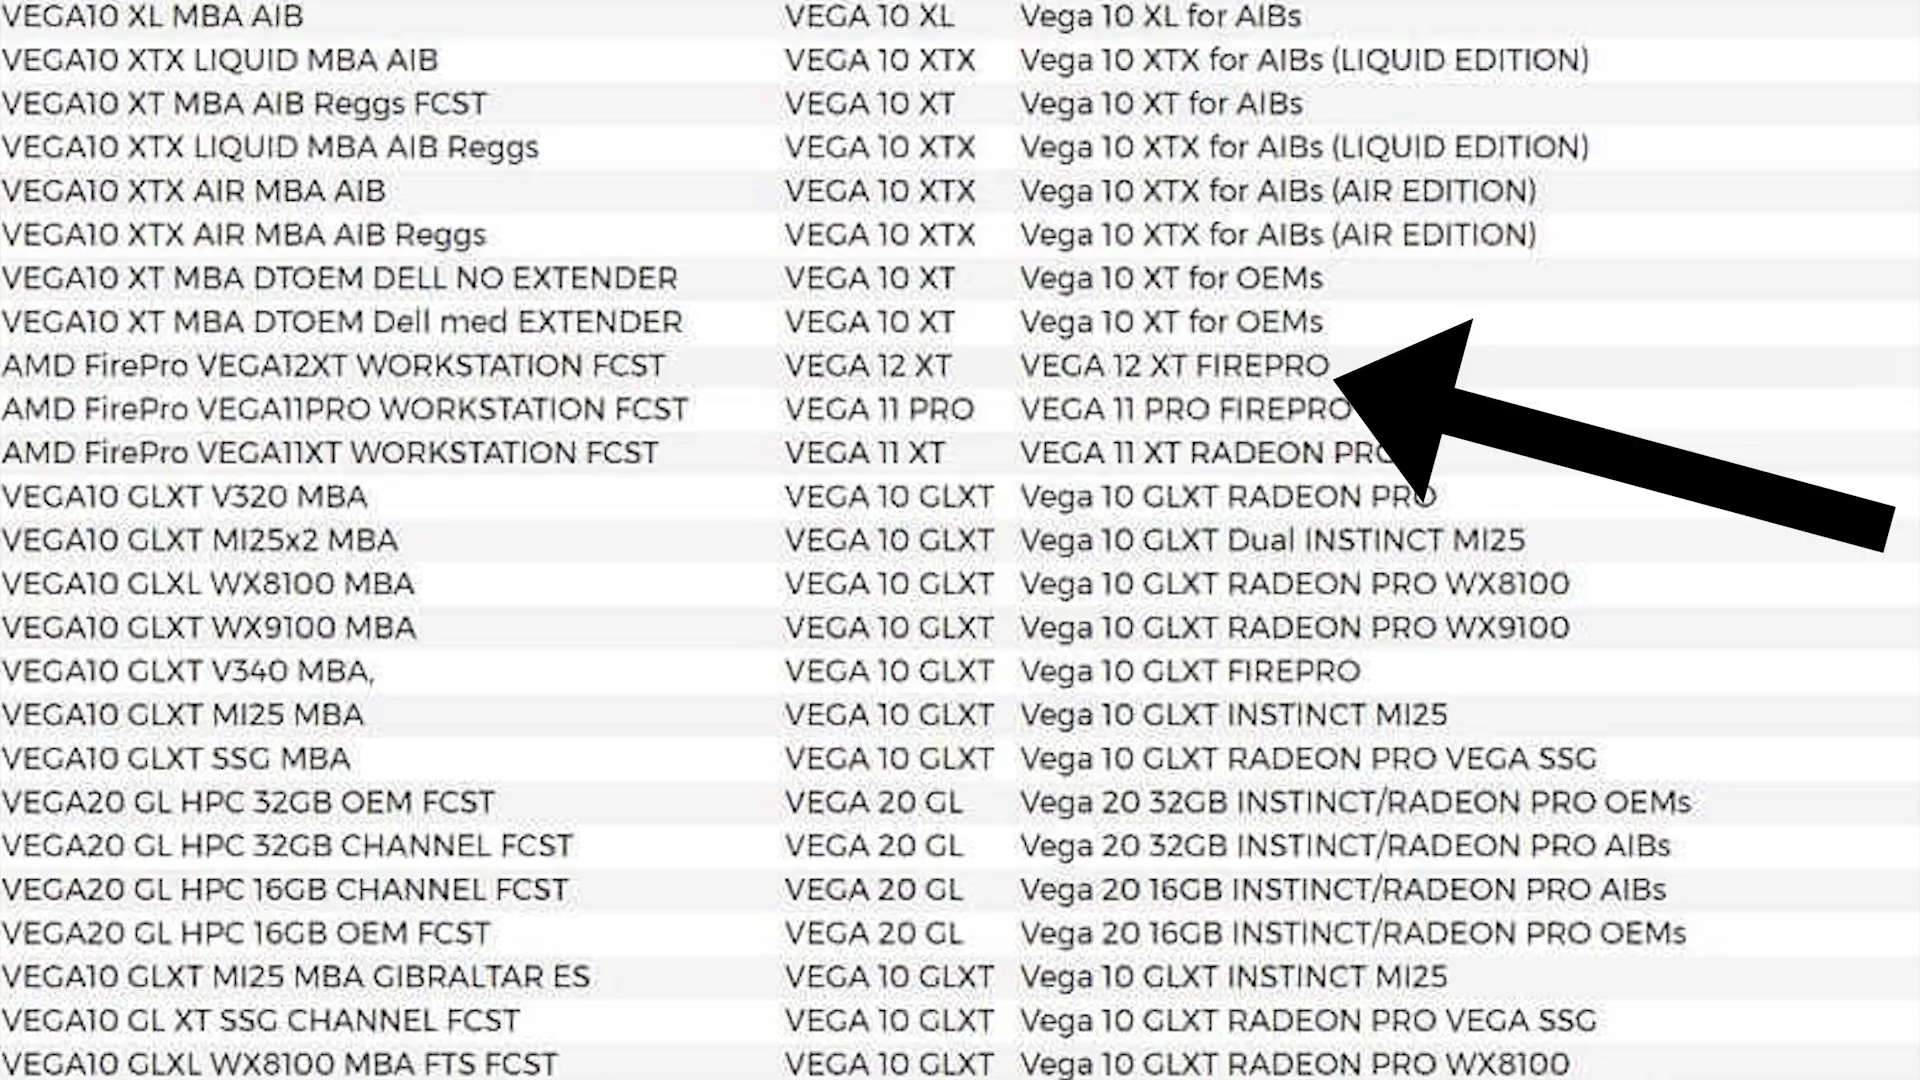 VEGA10 XL MBA AIB VEGA 10 XL Vega 10 XL for AIBs
VEGA10 XTX LIQUID MBA AIB VEGA 10 XTX Vega 10 XTX for AIBs (LIQUID EDITION)
VEGA10 XT MBA AIB Reggs FCST VEGA 10 XT Vega 10 XT for AIBs
VEGA10 XTX LIQUID MBA AIB Reggs VEGA 10 XTX Vega 10 XTX for AIBs (LIQUID EDITION)
VEGA10 XTX AIR MBA AIB VEGA 10 XTX Vega 10 XTX for AIBs (AIR EDITION)
VEGA10 XTX AIR MBA AIB Reggs VEGA 10 XTX Vega 10 XTX for AIBs (AIR EDITION)
VEGA10 XT MBA DTOEM DELL NO EXTENDER VEGA 10 XT Vega 10 XT for OEMs
VEGA10 XT MBA DTOEM Dell med EXTENDER VEGA 10 XT Vega 10 XT for OEMs
AMD FirePro VEGA12XT WORKSTATION FCST VEGA 12 XT VEGA 12 XT FIREPRO
AMD FirePro VEGA11PRO WORKSTATION FCST VEGA 11 PRO VEGA 11 PRO FIREPRO
AMD FirePro VEGA11XT WORKSTATION FCST VEGA 11 XT VEGA 11 XT RADEON PRO
VEGA10 GLXT V320 MBA VEGA 10 GLXT Vega 10 GLXT RADEON PRO
VEGA10 GLXT MI25x2 MBA VEGA 10 GLXT Vega 10 GLXT Dual INSTINCT MI25
VEGA10 GLXL WX8100 MBA VEGA 10 GLXT Vega 10 GLXT RADEON PRO WX8100
VEGA10 GLXT WX9100 MBA VEGA 10 GLXT Vega 10 GLXT RADEON PRO WX9100
VEGA10 GLXT V340 MBA, VEGA 10 GLXT Vega 10 GLXT FIREPRO
VEGA10 GLXT MI25 MBA VEGA 10 GLXT Vega 10 GLXT INSTINCT MI25
VEGA10 GLXT SSG MBA VEGA 10 GLXT Vega 10 GLXT RADEON PRO VEGA SSG
VEGA20 GL HPC 32GB OEM FCST VEGA 20 GL Vega 20 32GB INSTINCT/RADEON PRO OEMs
VEGA20 GL HPC 32GB CHANNEL FCST VEGA 20 GL Vega 20 32GB INSTINCT/RADEON PRO AIBs
VEGA20 GL HPC 16GB CHANNEL FCST VEGA 20 GL Vega 20 16GB INSTINCT/RADEON PRO AIBs
VEGA20 GL HPC 16GB OEM FCST VEGA 20 GL Vega 20 16GB INSTINCT/RADEON PRO OEMs
VEGA10 GLXT MI25 MBA GIBRALTAR ES VEGA 10 GLXT Vega 10 GLXT INSTINCT MI25
VEGA10 GL XT SSG CHANNEL FCST VEGA 10 GLXT Vega 10 GLXT RADEON PRO VEGA SSG
VEGA10 GLXL WX8100 MBA FTS FCST VEGA 10 GLXT Vega 10 GLXT RADEON PRO WX8100